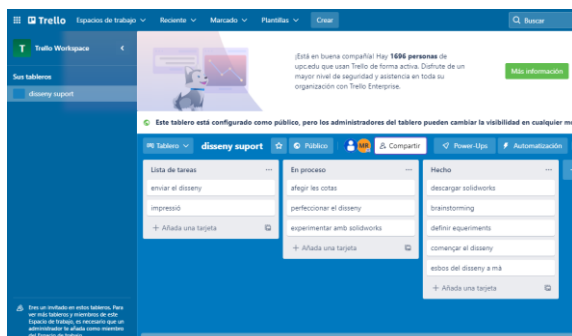 Trello
Espacios de trabajo
Reciente
Marcado
Plantillas
Crear
Buscar
T
Trello Workspace
Sus tableros
disseny suport
¡Está en buena compañía! Hay 1696 personas de
upc.edu que usan Trello de forma activa. Disfrute de un
mayor nivel de seguridad y asistencia en toda su
organización con Trello Enterprise.
Más información
Este tablero está configurado como público, pero los administradores del tablero pueden cambiar la visibilidad en cualquier mo
Tablero
disseny suport
Público
MR
Compartir
Power-Ups
Automatización
Lista de tareas
enviar el disseny
impressió
+ Añada una tarjeta
En proceso
afegir les cotas
perfeccionar el disseny
experimentar amb solidworks
+ Añada una tarjeta
Hecho
descargar solidworks
brainstorming
definir equeriments
començar el disseny
esbos del disseny a mà
+ Añada una tarjeta
Eres un invitado en estos tableros. Para
ver más tableros y miembros de este
Espacio de trabajo, es necesario que un
administrador te añada como miembro
del Espacio de trabajo.